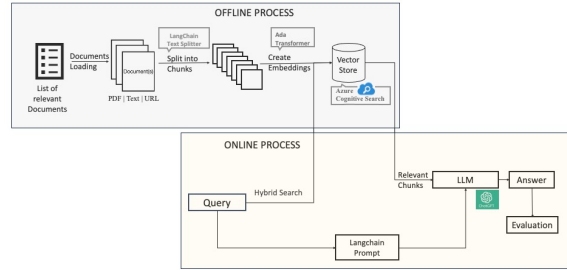 OFFLINE PROCESS
LangChain
Text Splitter
Ada
Transformer
Documents
Loading
Document(s)
Split into
Chunks
Create
Embeddings
Vector
Store
List of
relevant
Documents
PDF | Text | URL
Azure
Cognitive Search
ONLINE PROCESS
Query
Hybrid Search
Relevant
Chunks
LLM
Answer
ChatGPT
Evaluation
Langchain
Prompt